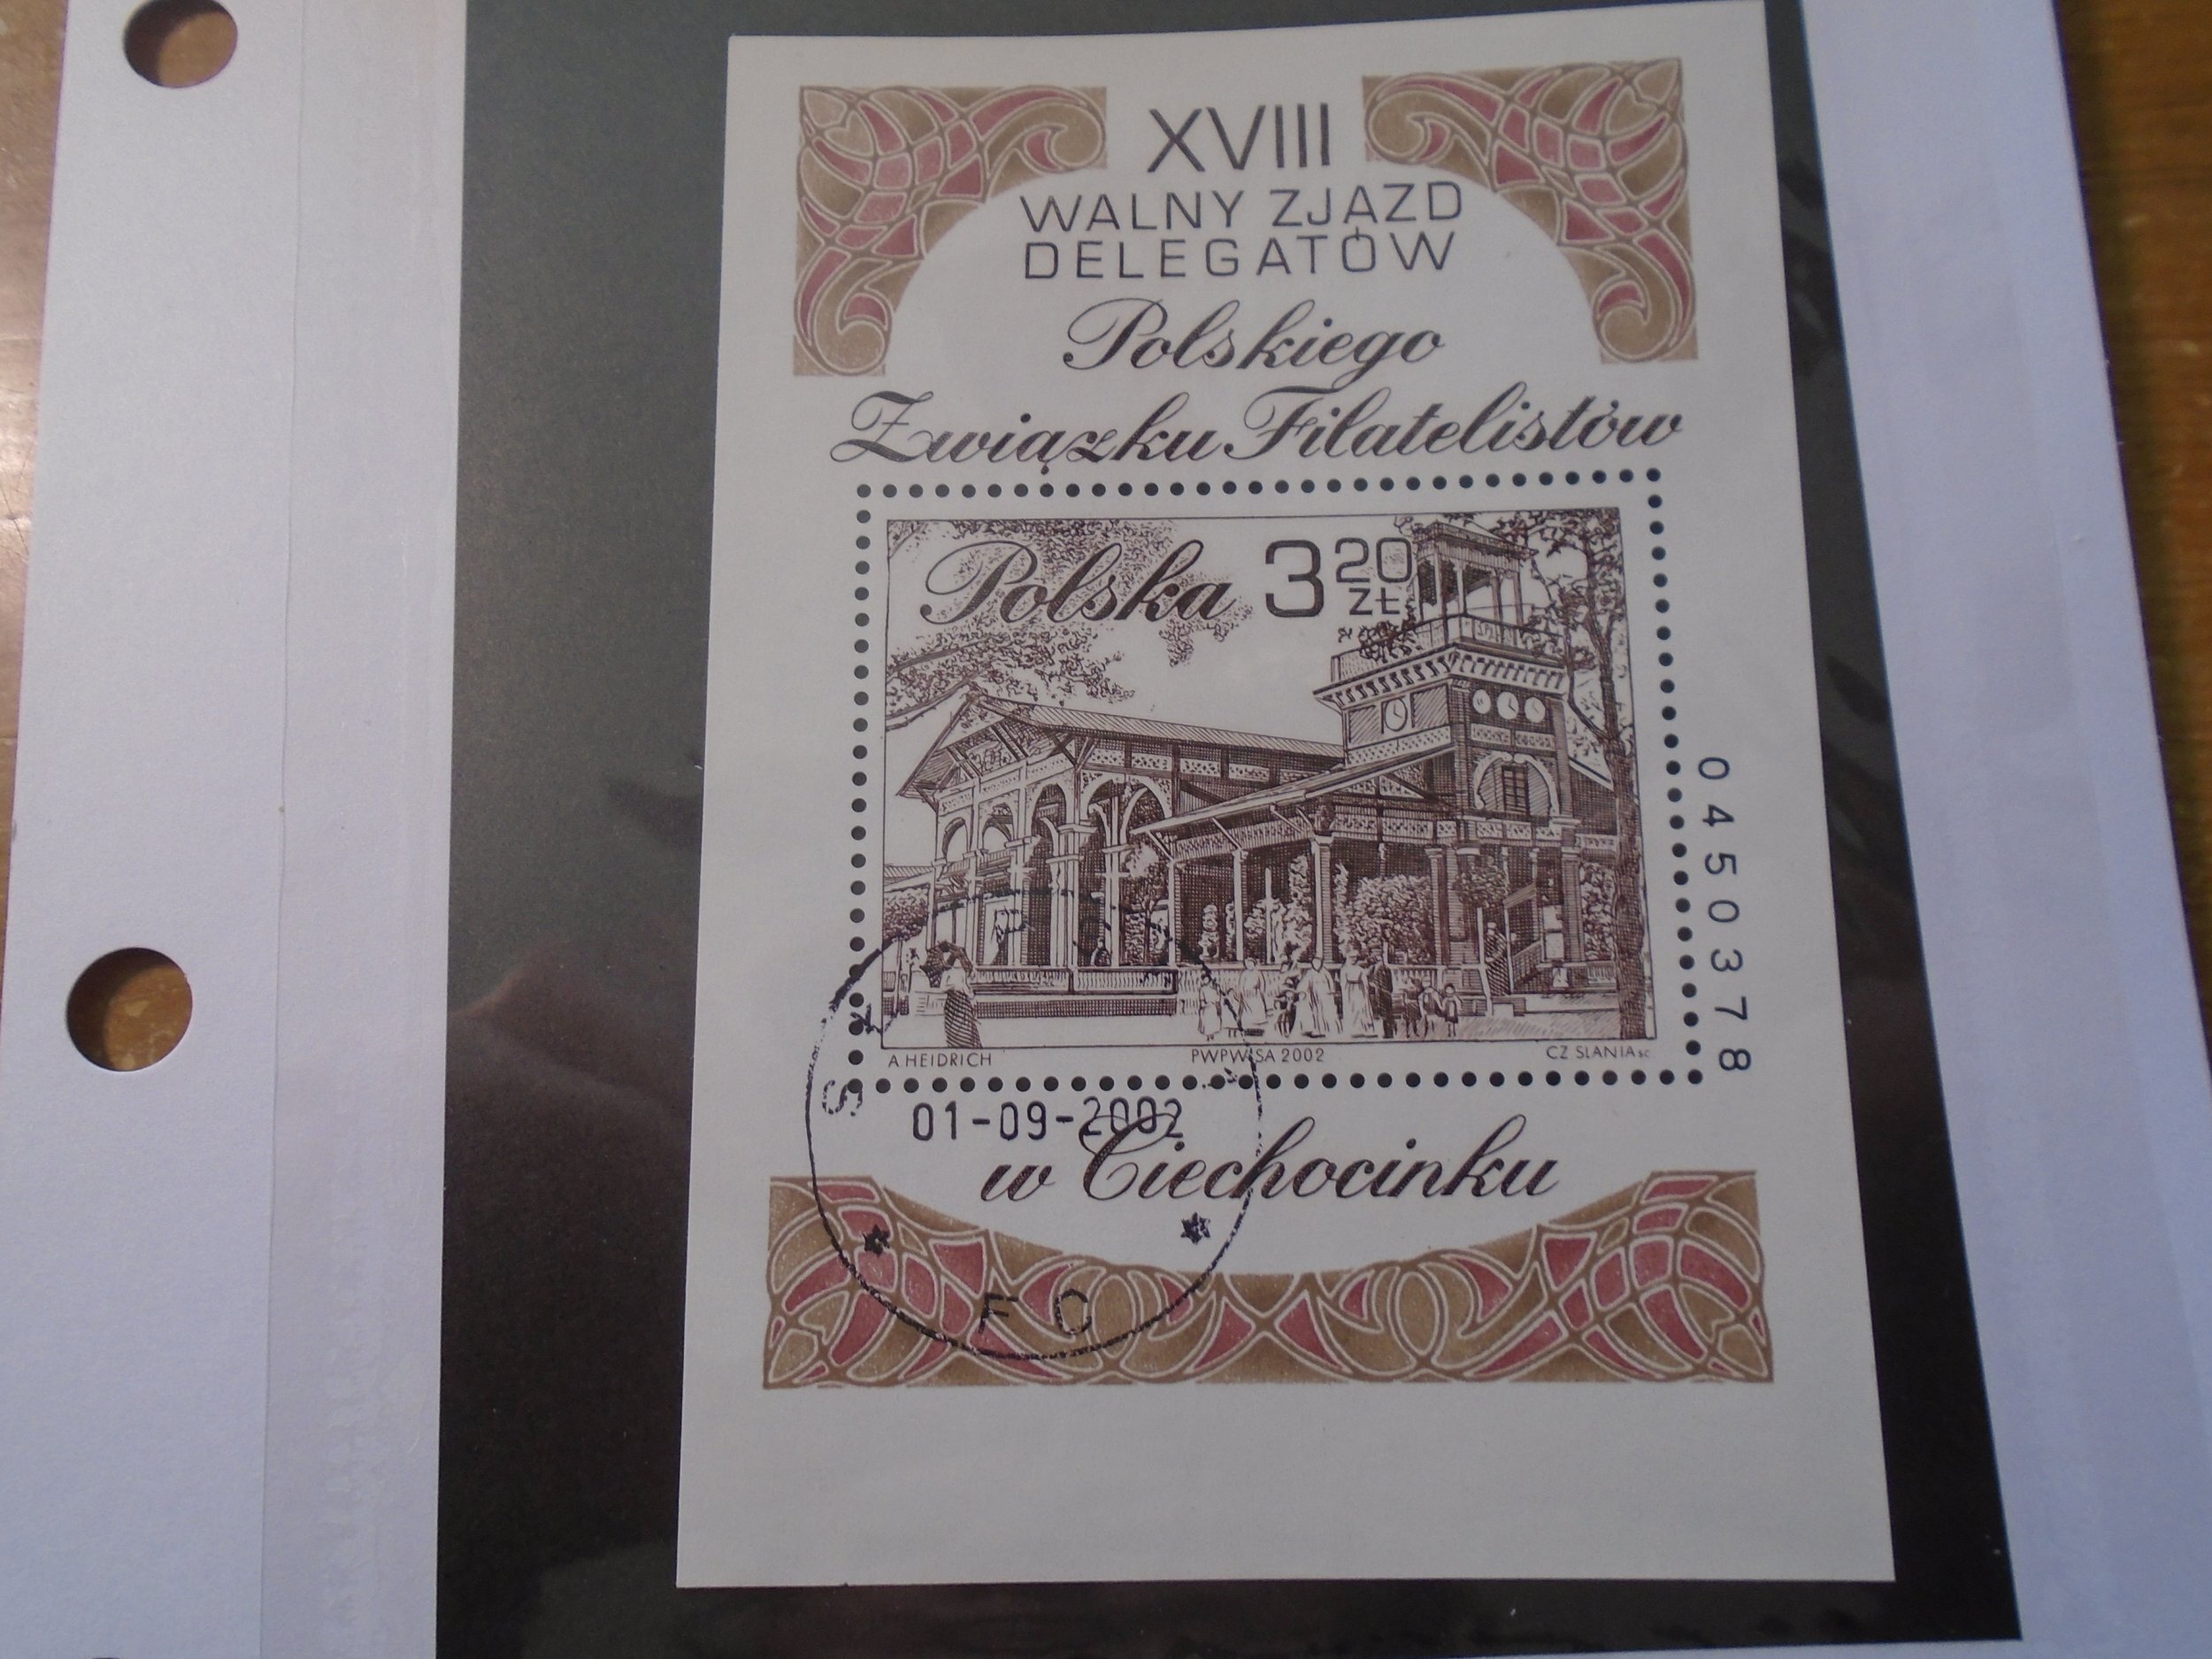 XVIII
WALNY ZJAZD
DELEGATÓW
Polskiego
Związku Filatelistów
Polska 3 20 ZŁ
0450378
A HEIDRICH PWPW SA 2002 CZ SLANIA sc.
01-09-2002
w Ciechocinku
* *
F C